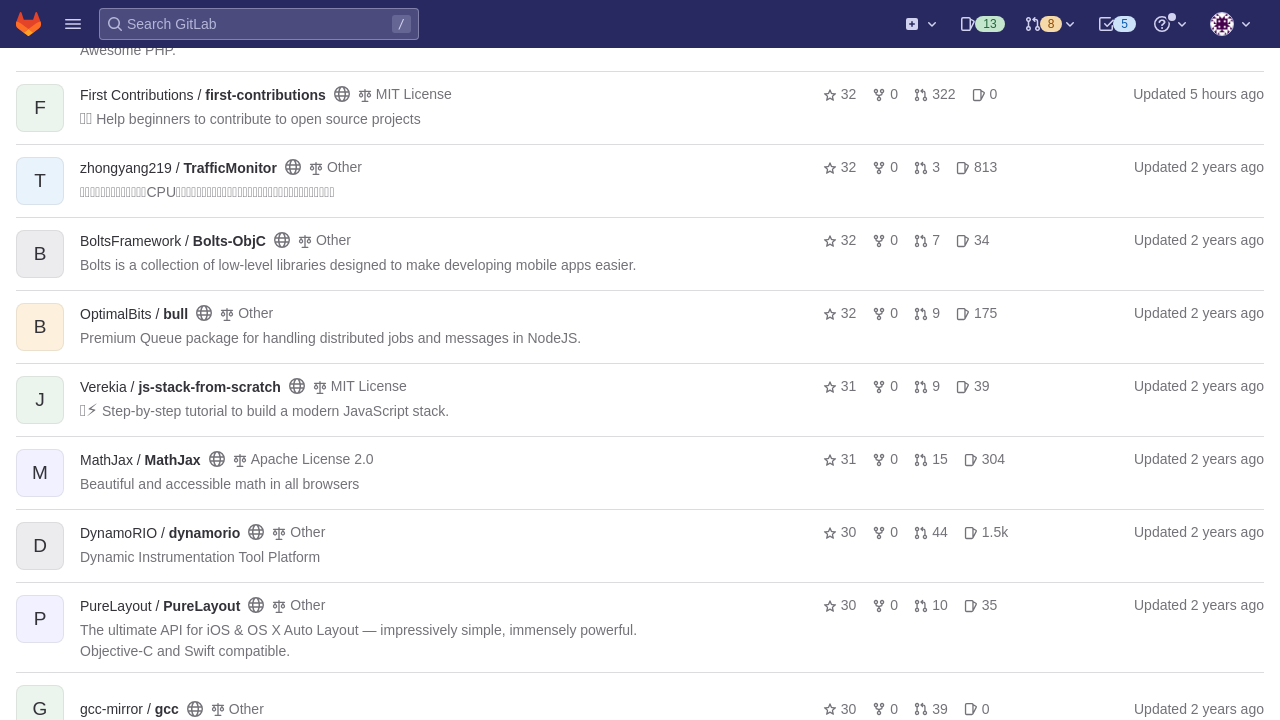 Search GitLab
/
13
8
5
Awesome PHP.
F
First Contributions / first-contributions
MIT License
32
0
322
0
Updated 5 hours ago
Help beginners to contribute to open source projects
T
zhongyang219 / TrafficMonitor
Other
32
0
3
813
Updated 2 years ago
CPU
B
BoltsFramework / Bolts-ObjC
Other
32
0
7
34
Updated 2 years ago
Bolts is a collection of low-level libraries designed to make developing mobile apps easier.
B
OptimalBits / bull
Other
32
0
9
175
Updated 2 years ago
Premium Queue package for handling distributed jobs and messages in NodeJS.
J
Verekia / js-stack-from-scratch
MIT License
31
0
9
39
Updated 2 years ago
⚡ Step-by-step tutorial to build a modern JavaScript stack.
M
MathJax / MathJax
Apache License 2.0
31
0
15
304
Updated 2 years ago
Beautiful and accessible math in all browsers
D
DynamoRIO / dynamorio
Other
30
0
44
1.5k
Updated 2 years ago
Dynamic Instrumentation Tool Platform
P
PureLayout / PureLayout
Other
30
0
10
35
Updated 2 years ago
The ultimate API for iOS & OS X Auto Layout — impressively simple, immensely powerful.
Objective-C and Swift compatible.
G
gcc-mirror / gcc
Other
30
0
39
0
Updated 2 years ago